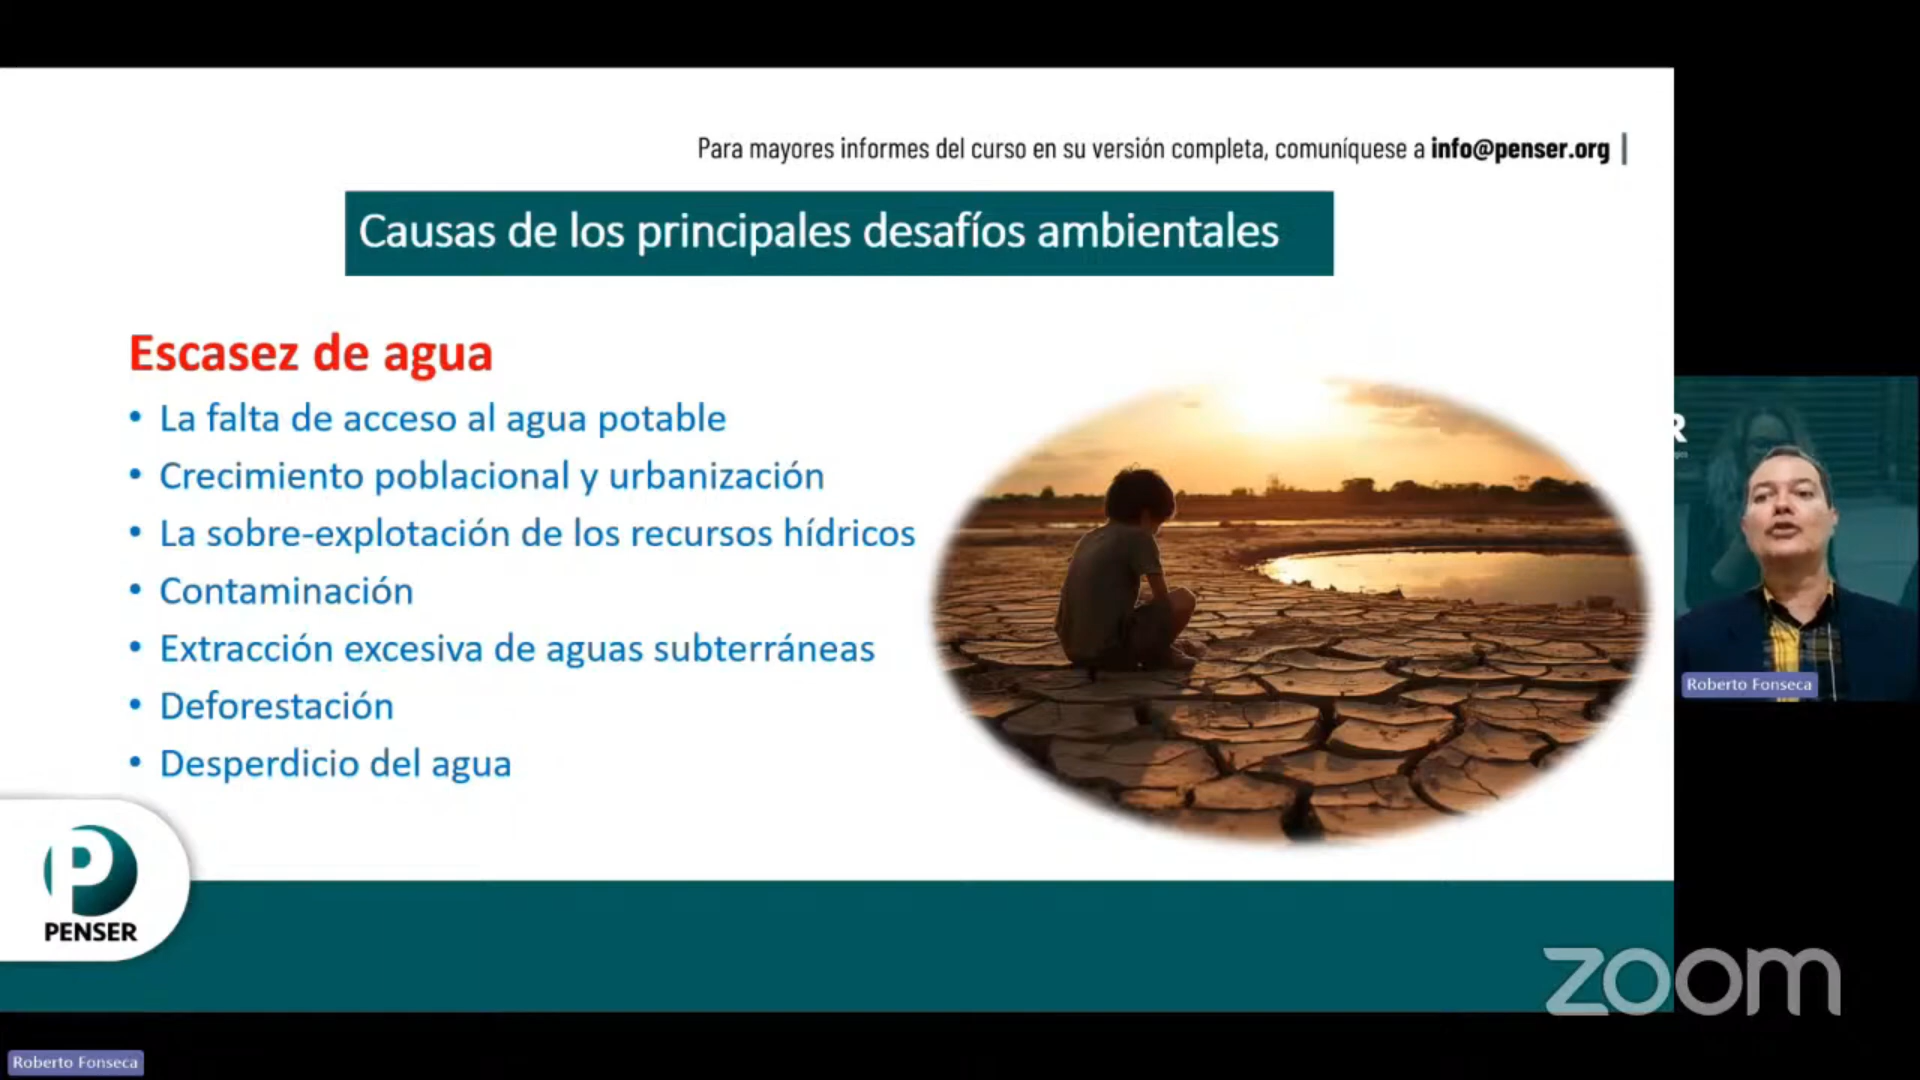 Para mayores informes del curso en su versión completa, comuníquese a info@penser.org |
Causas de los principales desafíos ambientales
Escasez de agua
• La falta de acceso al agua potable
• Crecimiento poblacional y urbanización
• La sobre-explotación de los recursos hídricos
• Contaminación
• Extracción excesiva de aguas subterráneas
• Deforestación
• Desperdicio del agua
R
Roberto Fonseca
PENSER
zoom
Roberto Fonseca